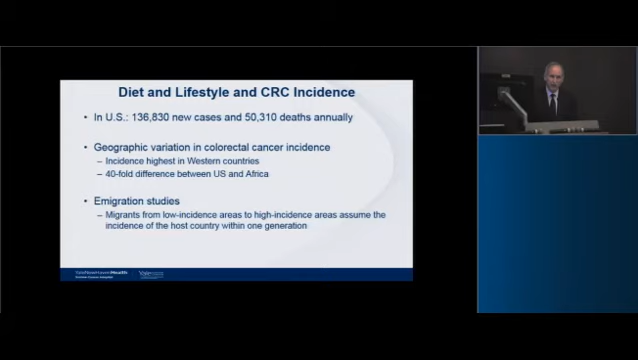 Diet and Lifestyle and CRC Incidence
• In U.S.: 136,830 new cases and 50,310 deaths annually
• Geographic variation in colorectal cancer incidence
– Incidence highest in Western countries
– 40-fold difference between US and Africa
• Emigration studies
– Migrants from low-incidence areas to high-incidence areas assume the
incidence of the host country within one generation
YaleNewHavenHealth
Yale